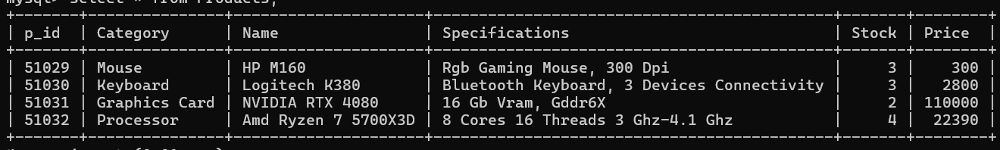 mysql> select * from Products;
| p_id | Category | Name | Specifications | Stock | Price |
| 51029 | Mouse | HP M160 | Rgb Gaming Mouse, 300 Dpi | 3 | 300 |
| 51030 | Keyboard | Logitech K380 | Bluetooth Keyboard, 3 Devices Connectivity | 3 | 2800 |
| 51031 | Graphics Card | NVIDIA RTX 4080 | 16 Gb Vram, Gddr6X | 2 | 110000 |
| 51032 | Processor | Amd Ryzen 7 5700X3D | 8 Cores 16 Threads 3 Ghz-4.1 Ghz | 4 | 22390 |